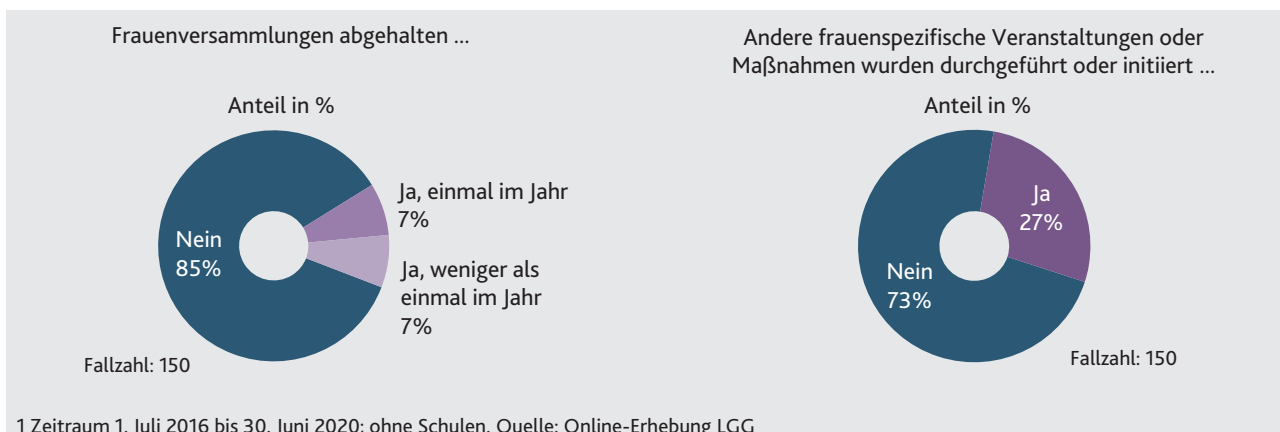 Frauenversammlungen abgehalten ...
Anteil in %
Nein
85%
Ja, einmal im Jahr
7%
Ja, weniger als
einmal im Jahr
7%
Fallzahl: 150
Andere frauenspezifische Veranstaltungen oder
Maßnahmen wurden durchgeführt oder initiiert ...
Anteil in %
Ja
27%
Nein
73%
Fallzahl: 150
1 Zeitraum 1. Juli 2016 bis 30. Juni 2020; ohne Schulen. Quelle: Online-Erhebung LGG